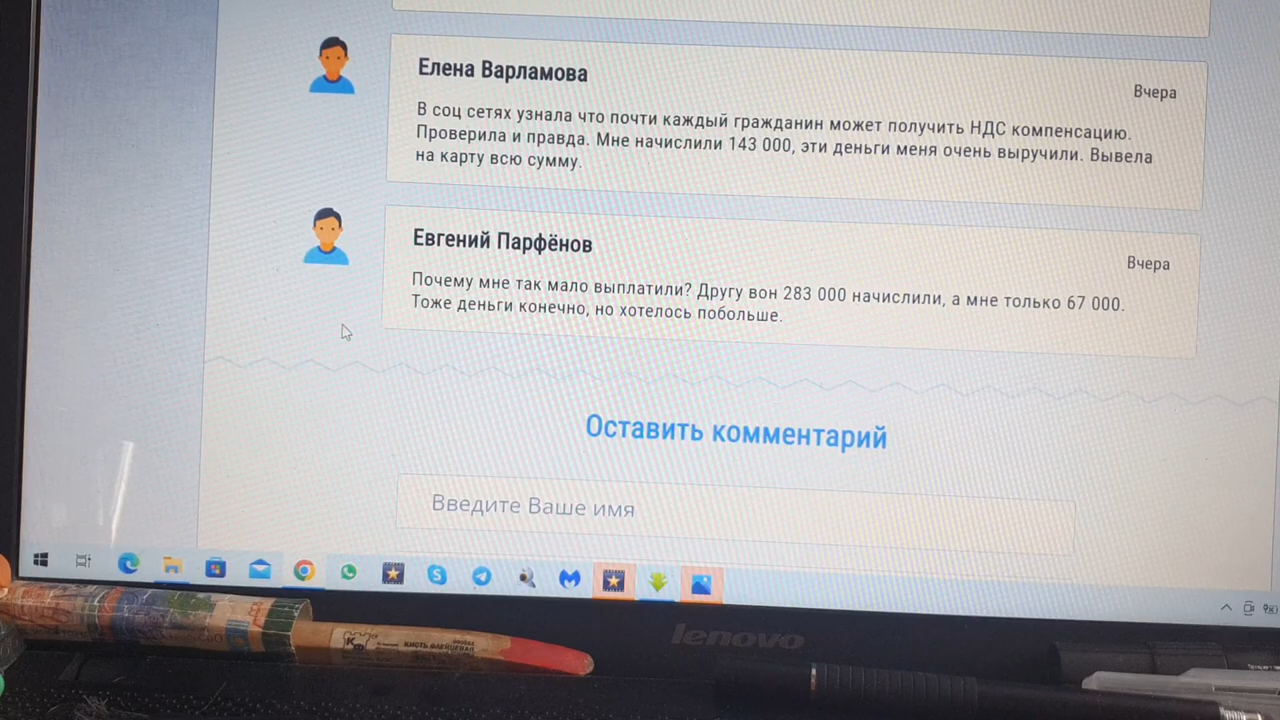 Елена Варламова
Вчера
В соц сетях узнала что почти каждый гражданин может получить НДС компенсацию.
Проверила и правда. Мне начислили 143 000, эти деньги меня очень выручили. Вывела
на карту всю сумму.
Евгений Парфёнов
Вчера
Почему мне так мало выплатили? Другу вон 283 000 начислили, а мне только 67 000.
Тоже деньги конечно, но хотелось побольше.
Оставить комментарий
Введите Ваше имя
lenovo
КИСТЬ ФЛЕЙЦЕВАЯ